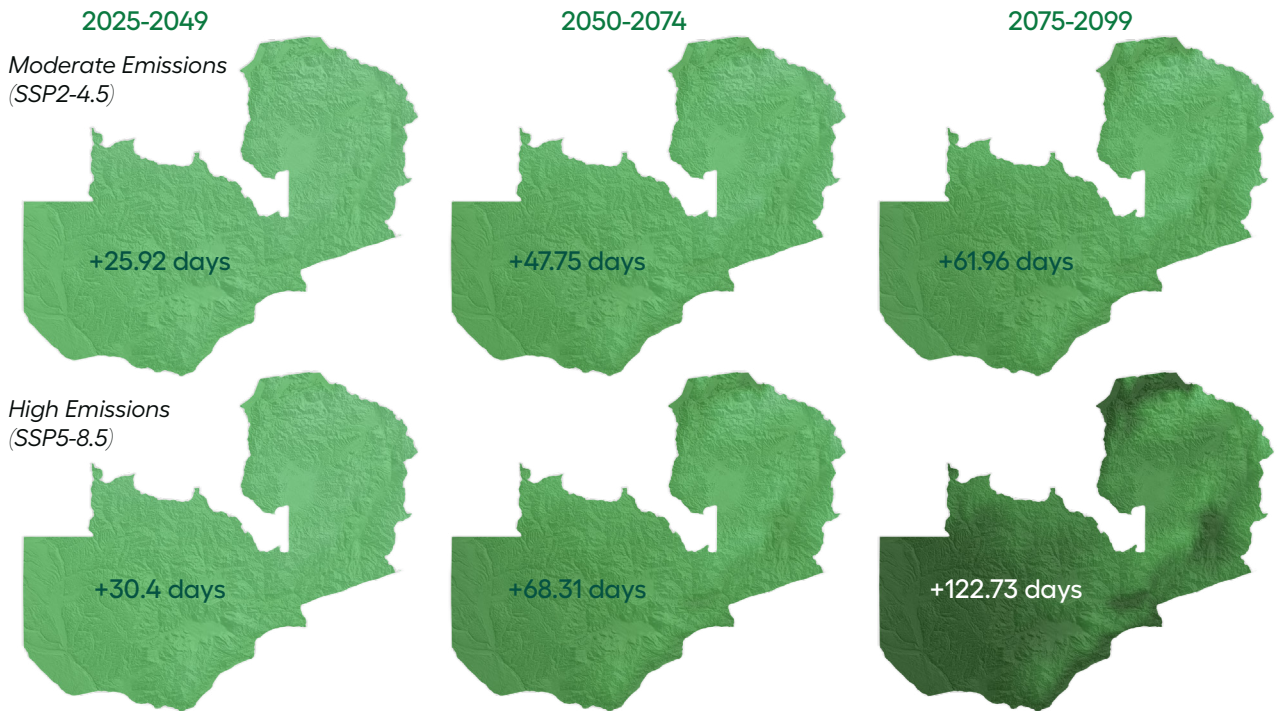 2025-2049
2050-2074
2075-2099
Moderate Emissions
(SSP2-4.5)
+25.92 days
+47.75 days
+61.96 days
High Emissions
(SSP5-8.5)
+30.4 days
+68.31 days
+122.73 days